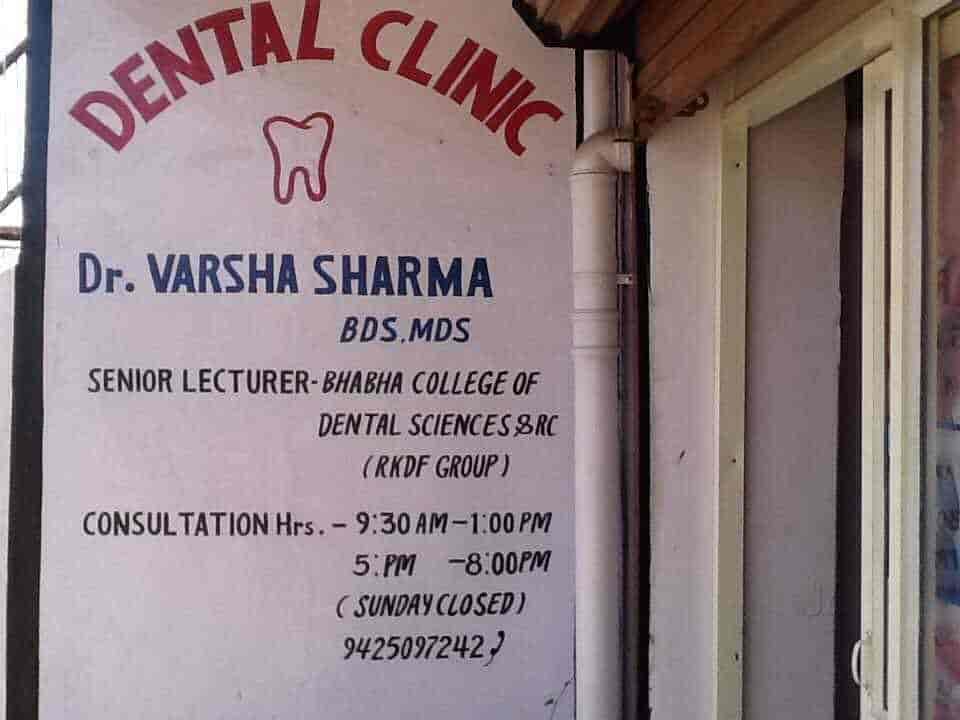 DENTAL CLINIC
Dr. VARSHA SHARMA
BDS.MDS
SENIOR LECTURER-BHABHA COLLEGE OF
DENTAL SCIENCES & RC
(RKDF GROUP)
CONSULTATION Hrs. - 9:30 AM-1:00 PM
5:PM -8:00PM
(SUNDAY CLOSED)
9425097242